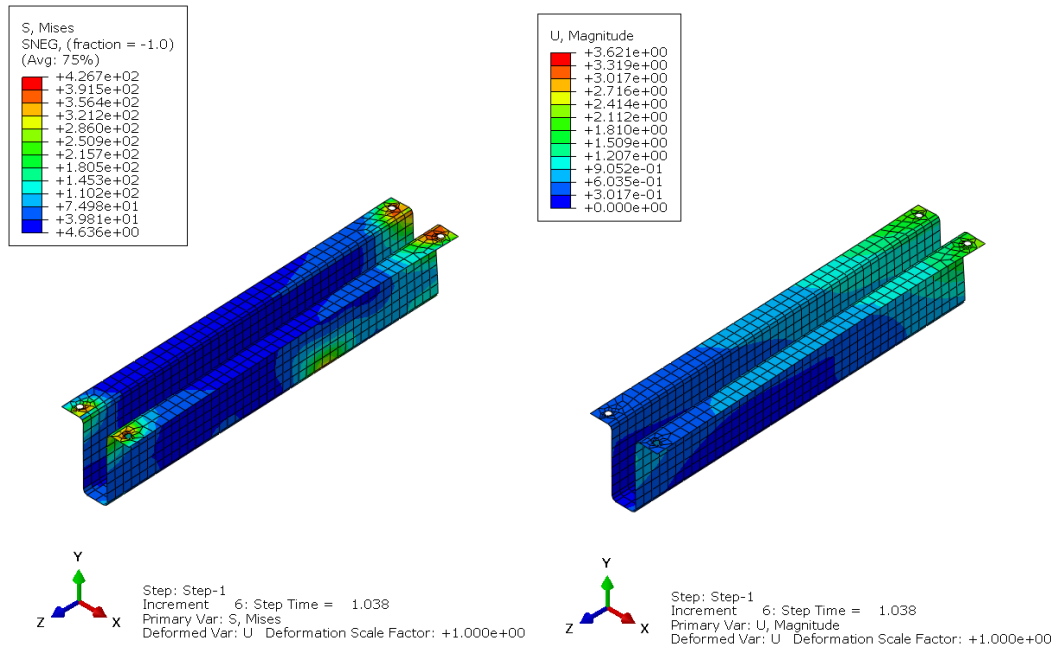 S, Mises
SNEG, (fraction = -1.0)
(Avg: 75%)
+4.267e+02
+3.915e+02
+3.564e+02
+3.212e+02
+2.860e+02
+2.509e+02
+2.157e+02
+1.805e+02
+1.453e+02
+1.102e+02
+7.498e+01
+3.981e+01
+4.636e+00
Y
Z
X
Step: Step-1
Increment 6: Step Time = 1.038
Primary Var: S, Mises
Deformed Var: U Deformation Scale Factor: +1.000e+00
U, Magnitude
+3.621e+00
+3.319e+00
+3.017e+00
+2.716e+00
+2.414e+00
+2.112e+00
+1.810e+00
+1.509e+00
+1.207e+00
+9.052e-01
+6.035e-01
+3.017e-01
+0.000e+00
Y
Z
X
Step: Step-1
Increment 6: Step Time = 1.038
Primary Var: U, Magnitude
Deformed Var: U Deformation Scale Factor: +1.000e+00